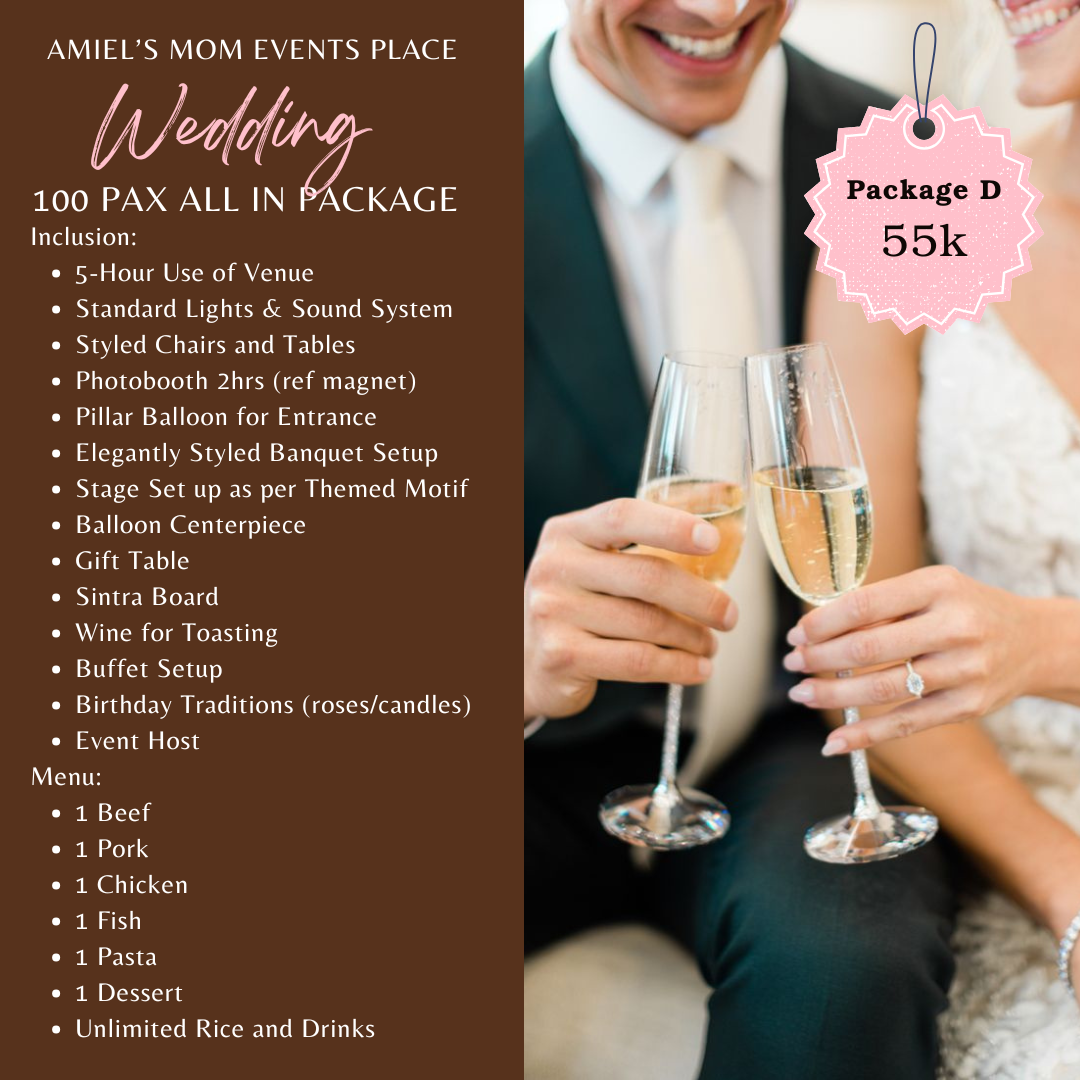 AMIEL'S MOM EVENTS PLACE
Wedding
100 PAX ALL IN PACKAGE
Inclusion:
• 5-Hour Use of Venue
• Standard Lights & Sound System
• Styled Chairs and Tables
• Photobooth 2hrs (ref magnet)
• Pillar Balloon for Entrance
• Elegantly Styled Banquet Setup
• Stage Set up as per Themed Motif
• Balloon Centerpiece
• Gift Table
• Sintra Board
• Wine for Toasting
• Buffet Setup
• Birthday Traditions (roses/candles)
• Event Host
Menu:
• 1 Beef
• 1 Pork
• 1 Chicken
• 1 Fish
• 1 Pasta
• 1 Dessert
• Unlimited Rice and Drinks
Package D
55k